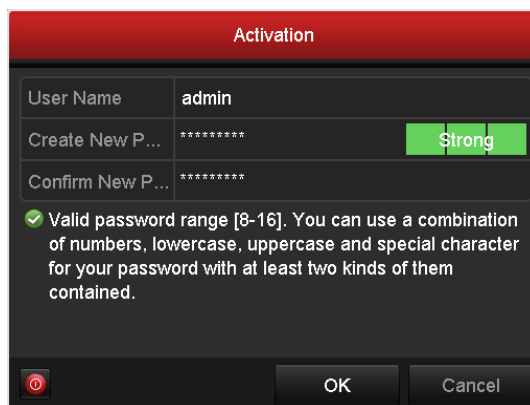 Activation
User Name admin
Create New P... ********* Strong
Confirm New P... *********
Valid password range [8-16]. You can use a combination
of numbers, lowercase, uppercase and special character
for your password with at least two kinds of them
contained.
OK Cancel